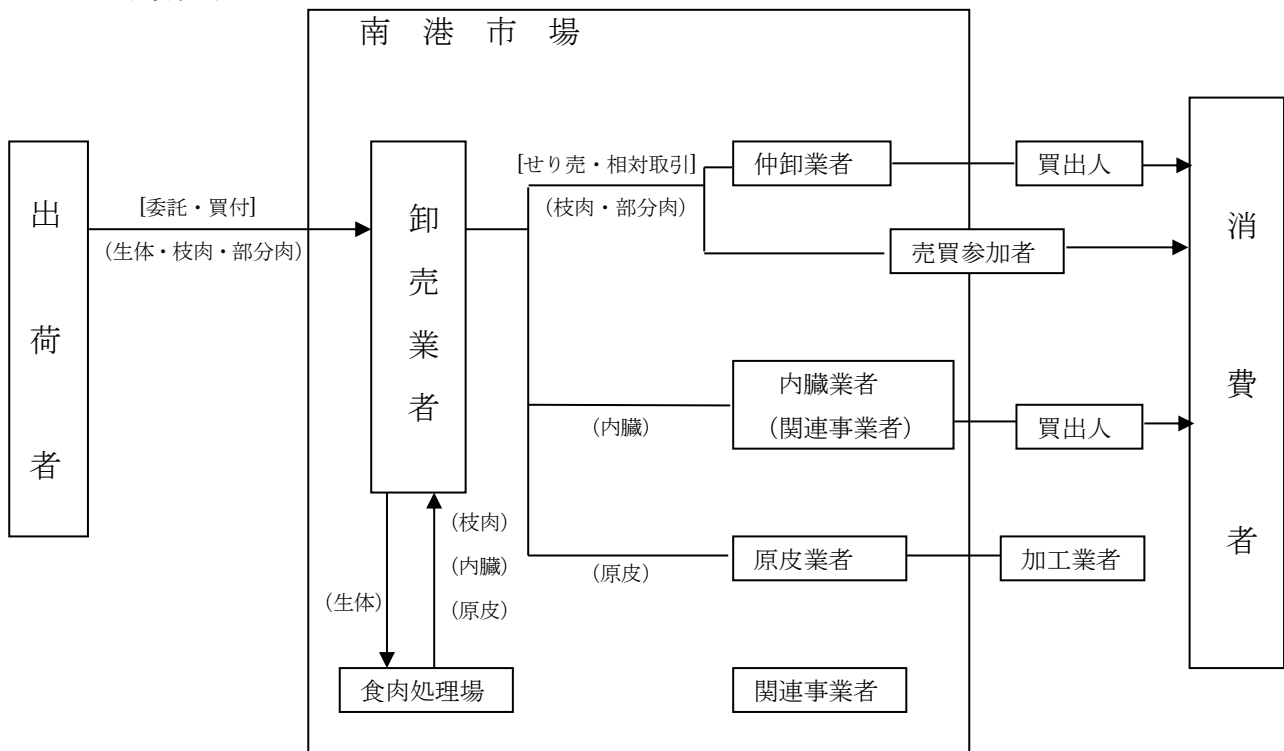 南港市場
出荷者
[委託・買付]
（生体・枝肉・部分肉）
卸売業者
[せり売・相対取引]
（枝肉・部分肉）
仲卸業者
買出人
売買参加者
消費者
（内臓）
内臓業者
（関連事業者）
買出人
（枝肉）
（内臓）
（原皮）
（生体）
（原皮）
原皮業者
加工業者
食肉処理場
関連事業者